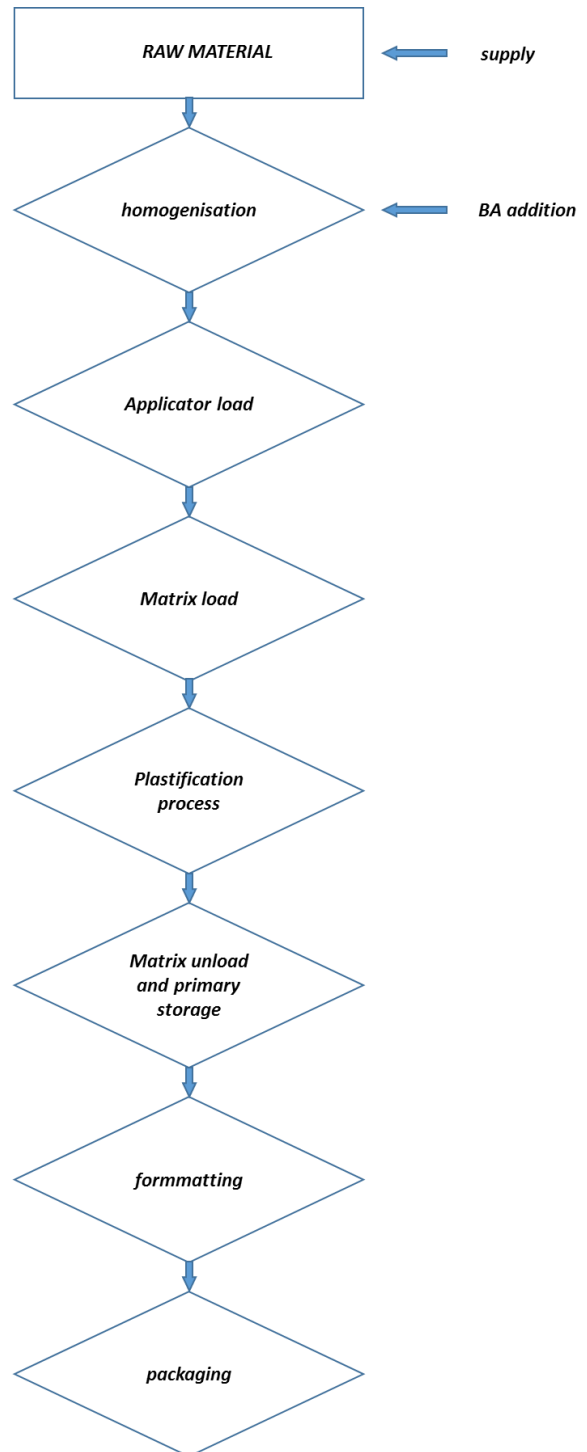 RAW MATERIAL
supply
homogenisation
BA addition
Applicator load
Matrix load
Plastification
process
Matrix unload
and primary
storage
formmatting
packaging